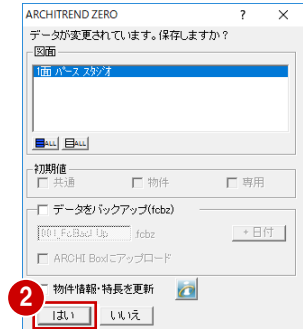 ARCHITREND ZERO ? ×
データが変更されています。保存しますか?
図面
1面 パース スタジオ
ALL ALL
初期値
共通 物件 専用
データをバックアップ(fcbz)
001_FcBact Up fcbz +日付
ARCHI Boxにアップロード
物件情報・特長を更新
2
はい いいえ